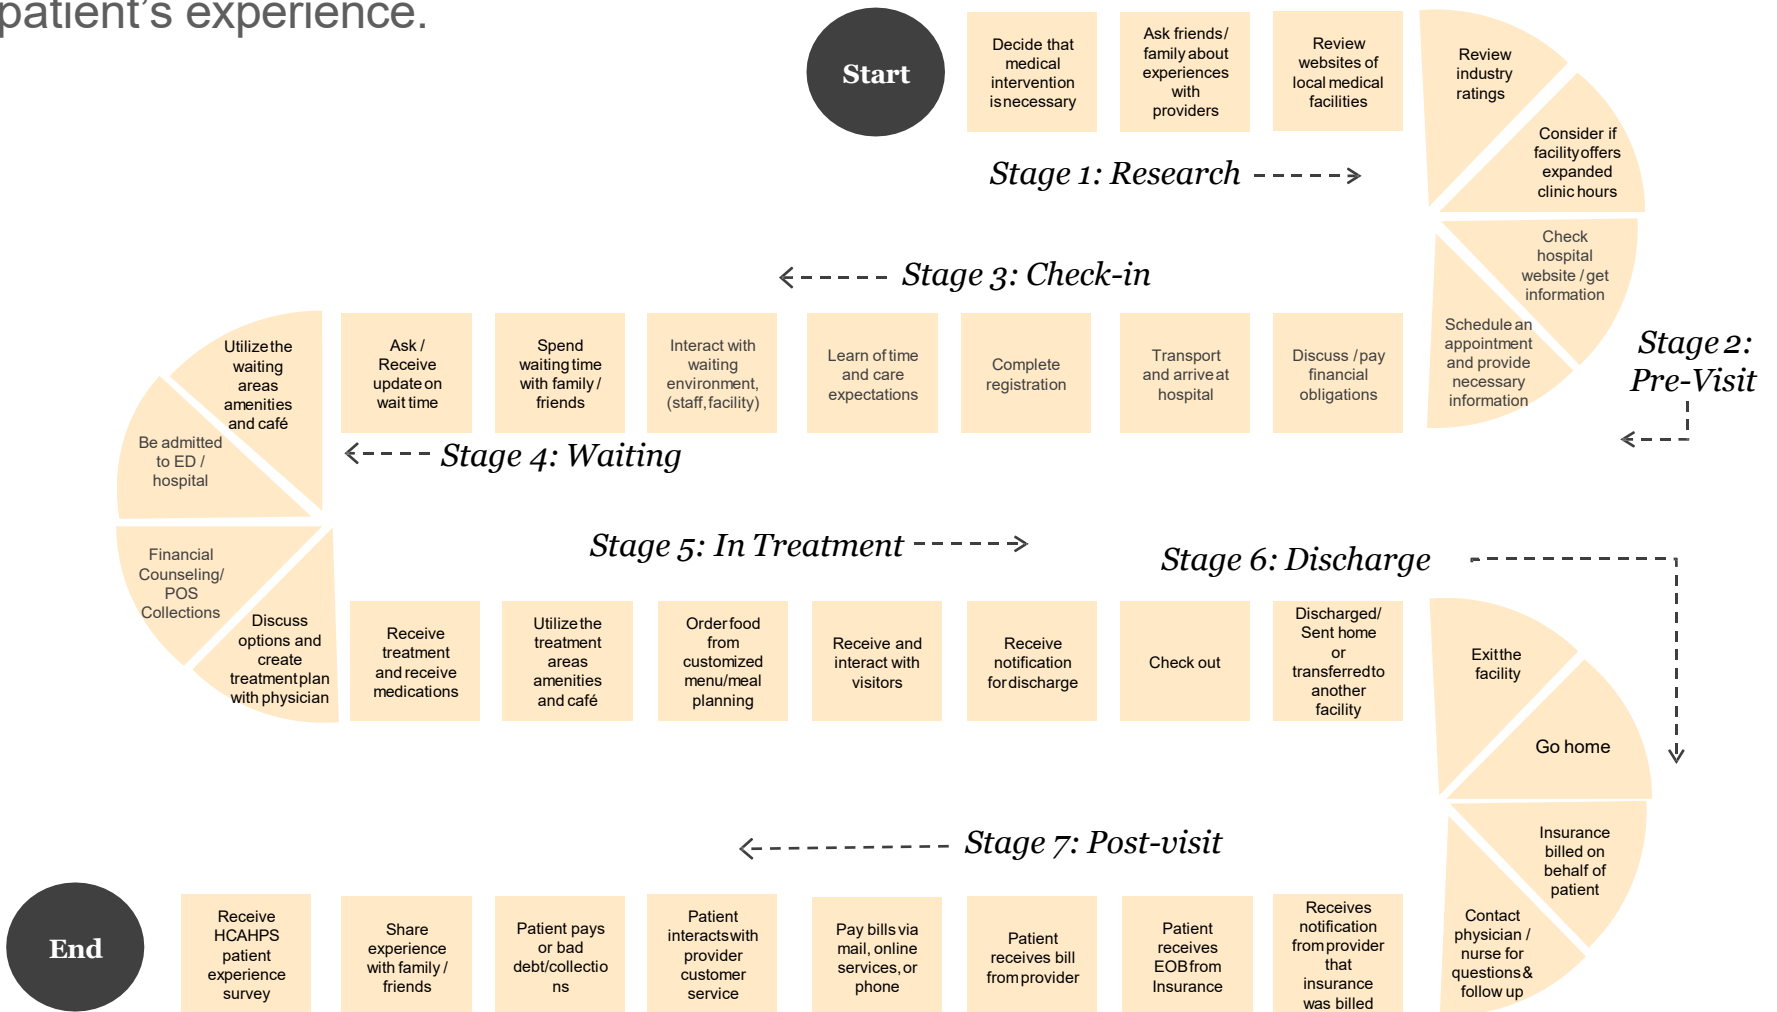 patient's experience.
Start
Decide that
medical
intervention
is necessary
Ask friends/
family about
experiences
with
providers
Review
websites of
local medical
facilities
Review
industry
ratings
Consider if
facility offers
expanded
clinic hours
Stage 1: Research
Check
hospital
website / get
information
Schedule an
appointment
and provide
necessary
information
Stage 2:
Pre-Visit
Stage 3: Check-in
Discuss / pay
financial
obligations
Transport
and arrive at
hospital
Complete
registration
Learn of time
and care
expectations
Interact with
waiting
environment,
(staff, facility)
Spend
waiting time
with family /
friends
Ask /
Receive
update on
wait time
Utilize the
waiting
areas
amenities
and café
Stage 4: Waiting
Be admitted
to ED /
hospital
Financial
Counseling/
POS
Collections
Discuss
options and
create
treatment plan
with physician
Stage 5: In Treatment
Receive
treatment
and receive
medications
Utilize the
treatment
areas
amenities
and café
Order food
from
customized
menu/meal
planning
Receive and
interact with
visitors
Receive
notification
for discharge
Stage 6: Discharge
Check out
Discharged/
Sent home
or
transferred to
another
facility
Exit the
facility
Go home
Insurance
billed on
behalf of
patient
Contact
physician /
nurse for
questions &
follow up
Stage 7: Post-visit
Receives
notification
from provider
that
insurance
was billed
Patient
receives
EOB from
Insurance
Patient
receives bill
from provider
Pay bills via
mail, online
services, or
phone
Patient
interacts with
provider
customer
service
Patient pays
or bad
debt/collectio
ns
Share
experience
with family /
friends
Receive
HCAHPS
patient
experience
survey
End